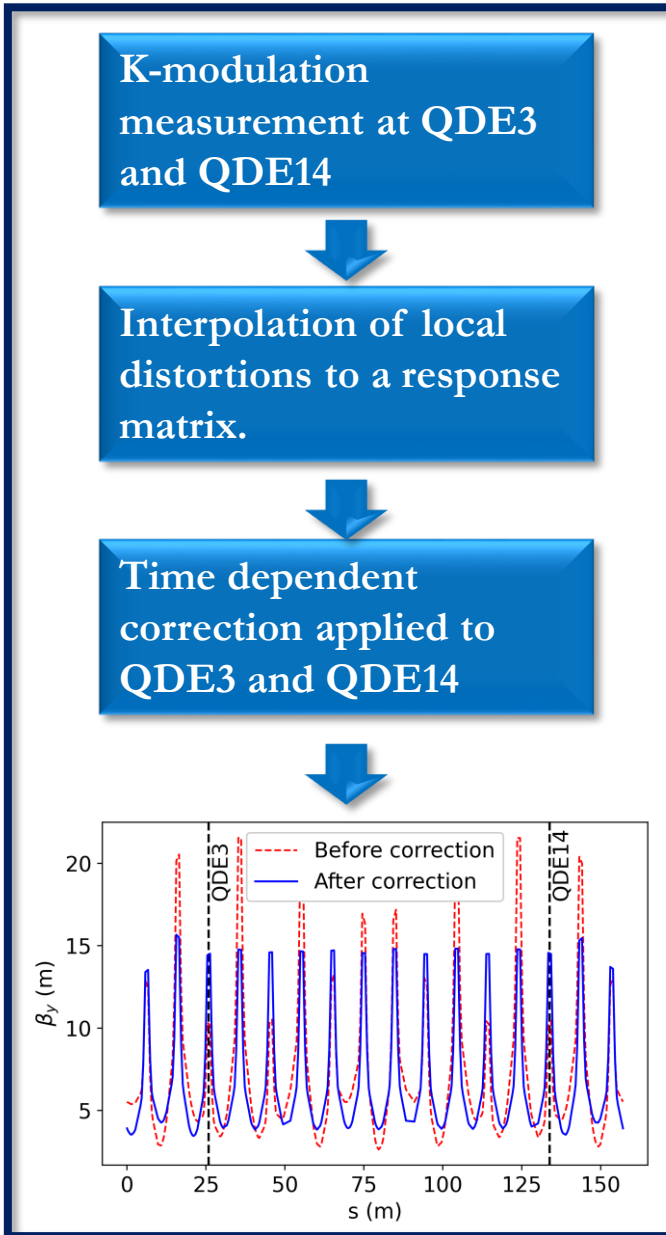 K-modulation
measurement at QDE3
and QDE14
Interpolation of local
distortions to a response
matrix.
Time dependent
correction applied to
QDE3 and QDE14
QDE3
Before correction
After correction
QDE14
20
15
10
5
β_y (m)
0 25 50 75 100 125 150
s (m)